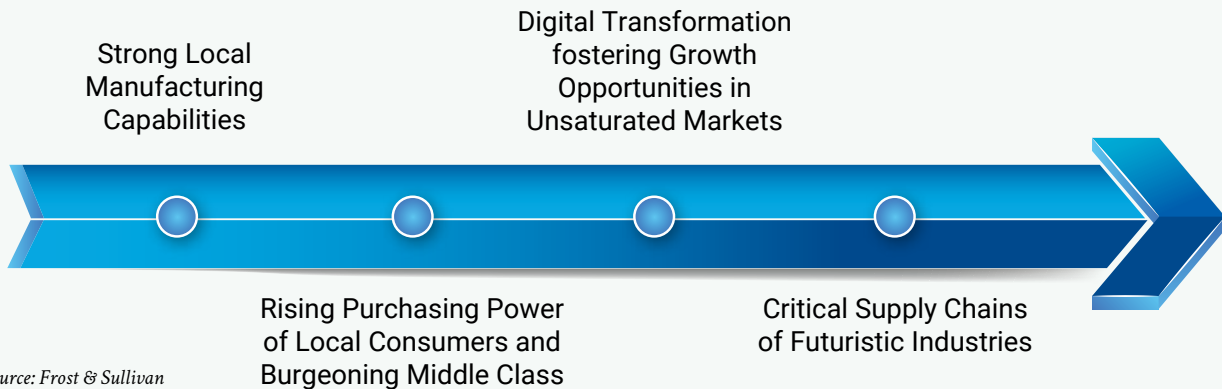 Strong Local
Manufacturing
Capabilities
Digital Transformation
fostering Growth
Opportunities in
Unsaturated Markets
Rising Purchasing Power
of Local Consumers and
Burgeoning Middle Class
Critical Supply Chains
of Futuristic Industries
urce: Frost & Sullivan